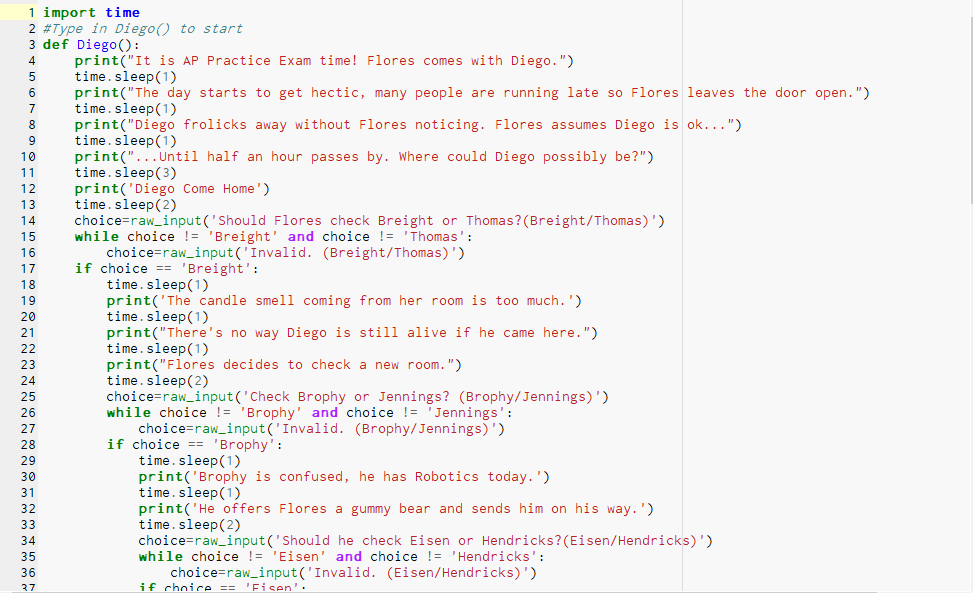 1 import time
2 #Type in Diego() to start
3 def Diego():
4     print("It is AP Practice Exam time! Flores comes with Diego.")
5     time.sleep(1)
6     print("The day starts to get hectic, many people are running late so Flores leaves the door open.")
7     time.sleep(1)
8     print("Diego frolicks away without Flores noticing. Flores assumes Diego is ok...")
9     time.sleep(1)
10     print("...Until half an hour passes by. Where could Diego possibly be?")
11     time.sleep(3)
12     print('Diego Come Home')
13     time.sleep(2)
14     choice=raw_input('Should Flores check Breight or Thomas?(Breight/Thomas)')
15     while choice != 'Breight' and choice != 'Thomas':
16         choice=raw_input('Invalid. (Breight/Thomas)')
17     if choice == 'Breight':
18         time.sleep(1)
19         print('The candle smell coming from her room is too much.')
20         time.sleep(1)
21         print("There's no way Diego is still alive if he came here.")
22         time.sleep(1)
23         print("Flores decides to check a new room.")
24         time.sleep(2)
25         choice=raw_input('Check Brophy or Jennings? (Brophy/Jennings)')
26         while choice != 'Brophy' and choice != 'Jennings':
27             choice=raw_input('Invalid. (Brophy/Jennings)')
28         if choice == 'Brophy':
29             time.sleep(1)
30             print('Brophy is confused, he has Robotics today.')
31             time.sleep(1)
32             print('He offers Flores a gummy bear and sends him on his way.')
33             time.sleep(2)
34             choice=raw_input('Should he check Eisen or Hendricks?(Eisen/Hendricks)')
35             while choice != 'Eisen' and choice != 'Hendricks':
36                 choice=raw_input('Invalid. (Eisen/Hendricks)')
37             if choice == 'Eisen':